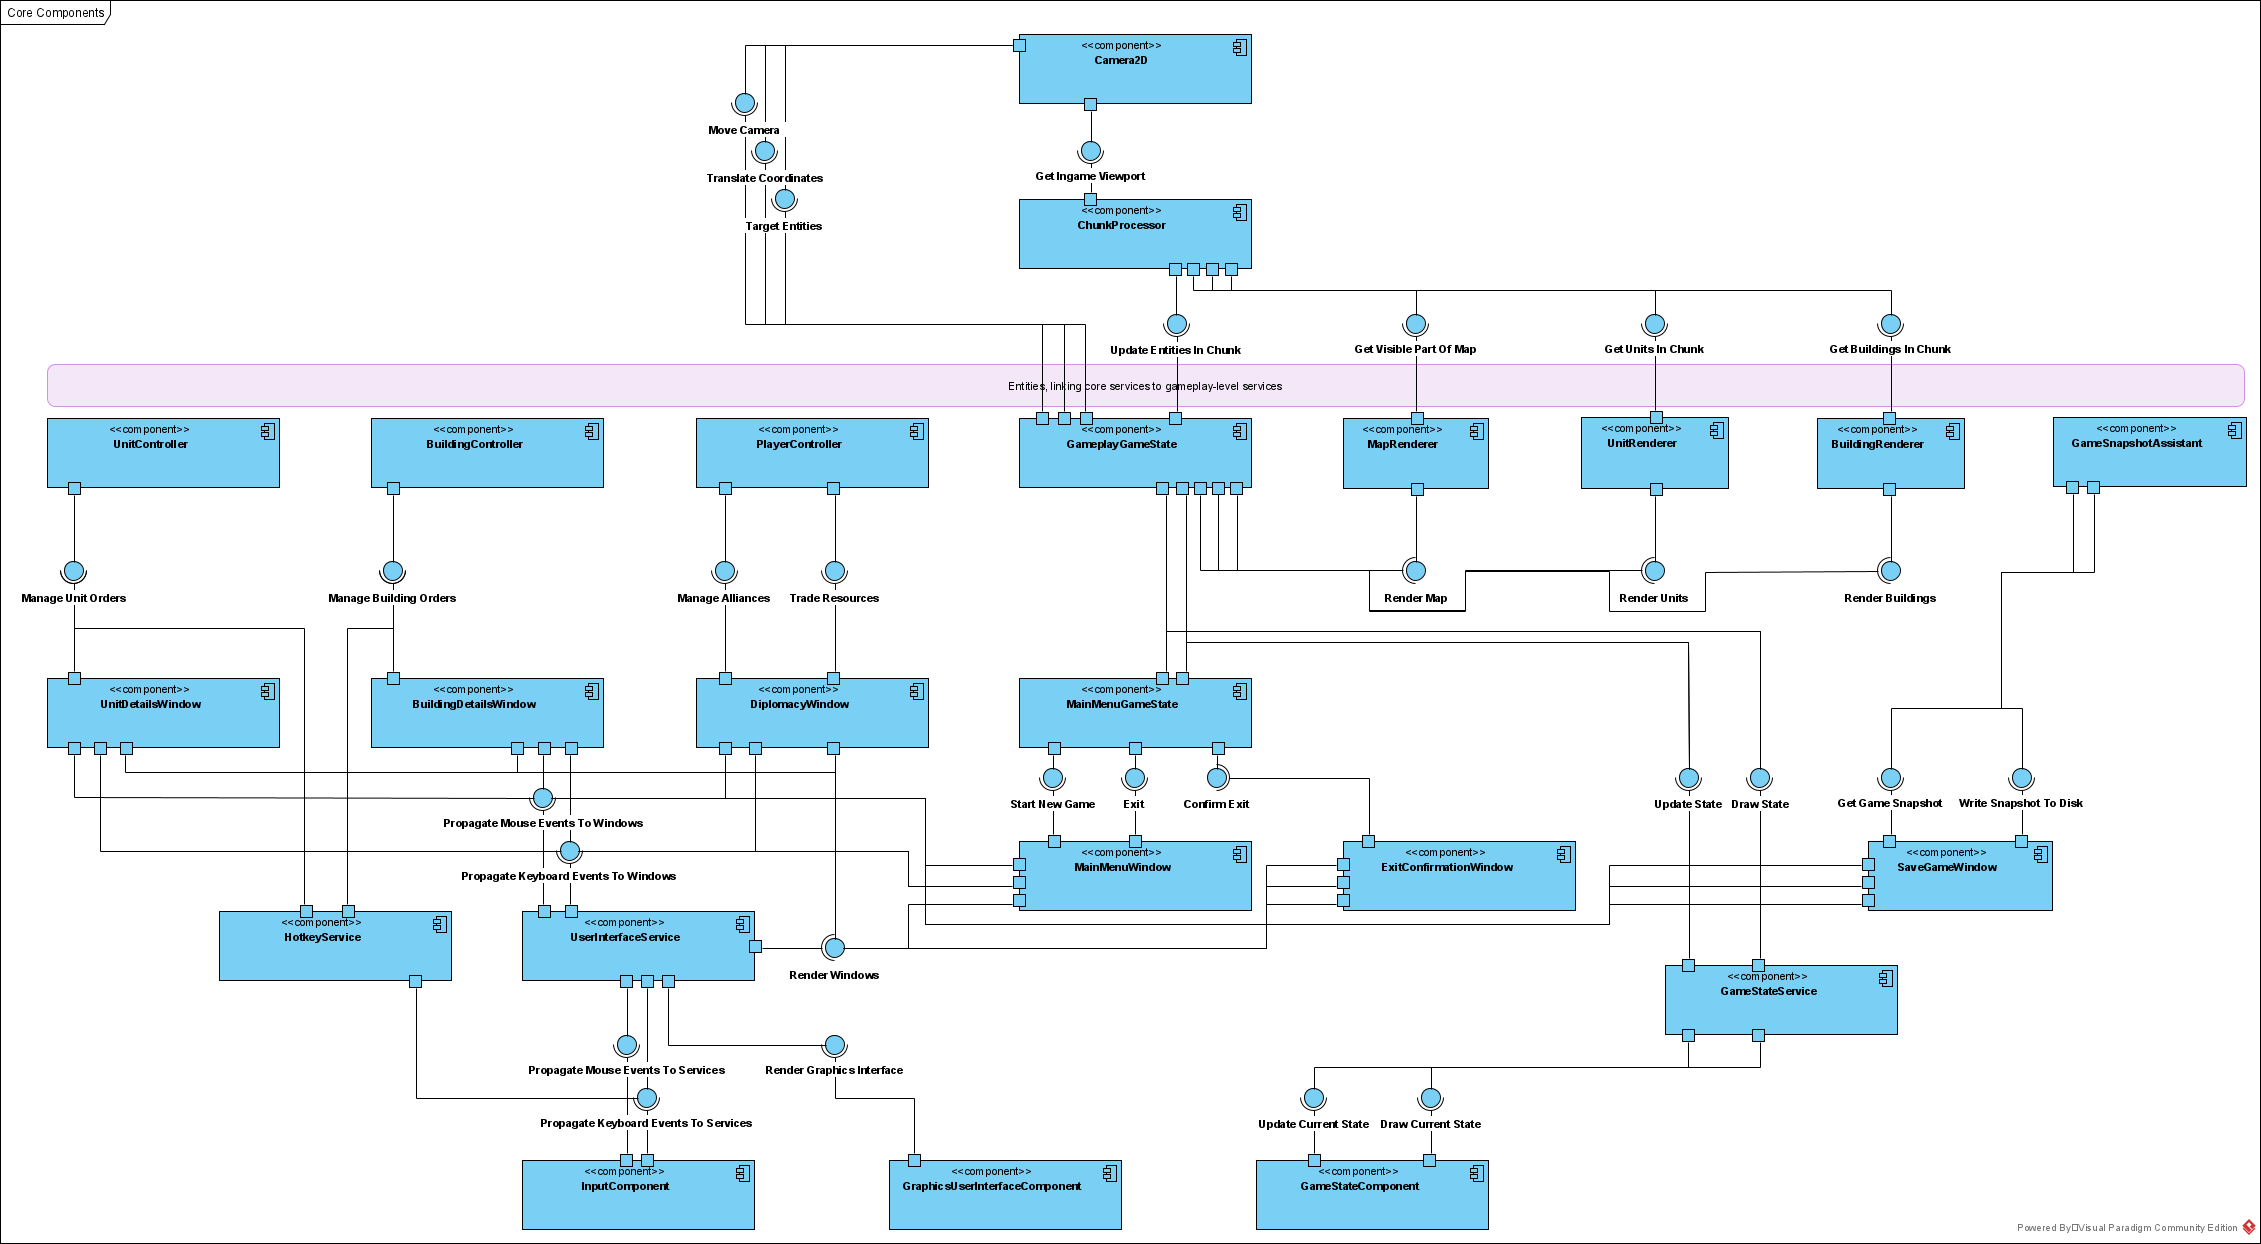 Core Components
<<component>>
Camera2D
Move Camera
Translate Coordinates
Get Ingame Viewport
Target Entities
<<component>>
ChunkProcessor
Update Entities In Chunk
Get Visible Part Of Map
Get Units In Chunk
Get Buildings In Chunk
Entities, linking core services to gameplay-level services
<<component>>
UnitController
<<component>>
BuildingController
<<component>>
PlayerController
<<component>>
GameplayGameState
<<component>>
MapRenderer
<<component>>
UnitRenderer
<<component>>
BuildingRenderer
<<component>>
GameSnapshotAssistant
Manage Unit Orders
Manage Building Orders
Manage Alliances
Trade Resources
Render Map
Render Units
Render Buildings
<<component>>
UnitDetailsWindow
<<component>>
BuildingDetailsWindow
<<component>>
DiplomacyWindow
<<component>>
MainMenuGameState
Start New Game
Exit
Confirm Exit
Update State
Draw State
Get Game Snapshot
Write Snapshot To Disk
Propagate Mouse Events To Windows
Propagate Keyboard Events To Windows
<<component>>
MainMenuWindow
<<component>>
ExitConfirmationWindow
<<component>>
SaveGameWindow
<<component>>
HotkeyService
<<component>>
UserInterfaceService
Render Windows
<<component>>
GameStateService
Propagate Mouse Events To Services
Render Graphics Interface
Propagate Keyboard Events To Services
Update Current State
Draw Current State
<<component>>
InputComponent
<<component>>
GraphicsUserInterfaceComponent
<<component>>
GameStateComponent
Powered By□Visual Paradigm Community Edition